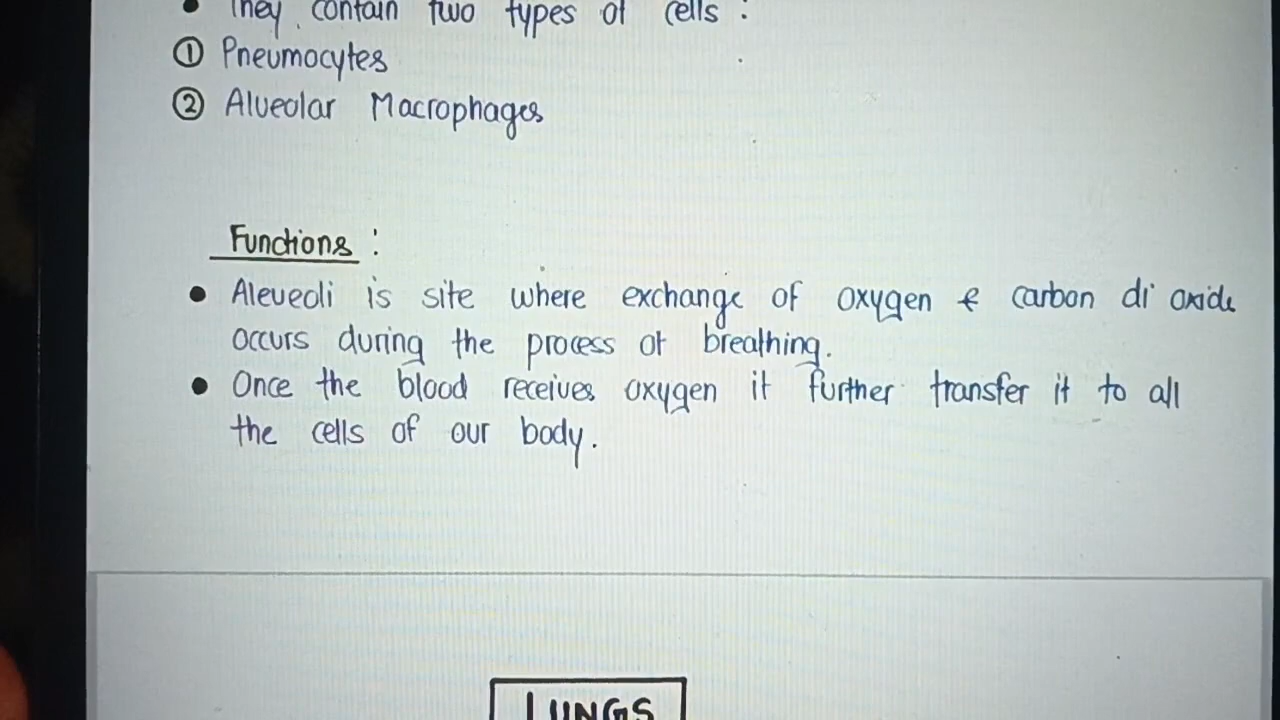 • They contain two types of cells :
① Pneumocytes
② Alveolar Macrophages
Functions :
• Aleveoli is site where exchange of oxygen & carbon di oxide
occurs during the process of breathing.
• Once the blood receives oxygen it further transfer it to all
the cells of our body.
LUNGS